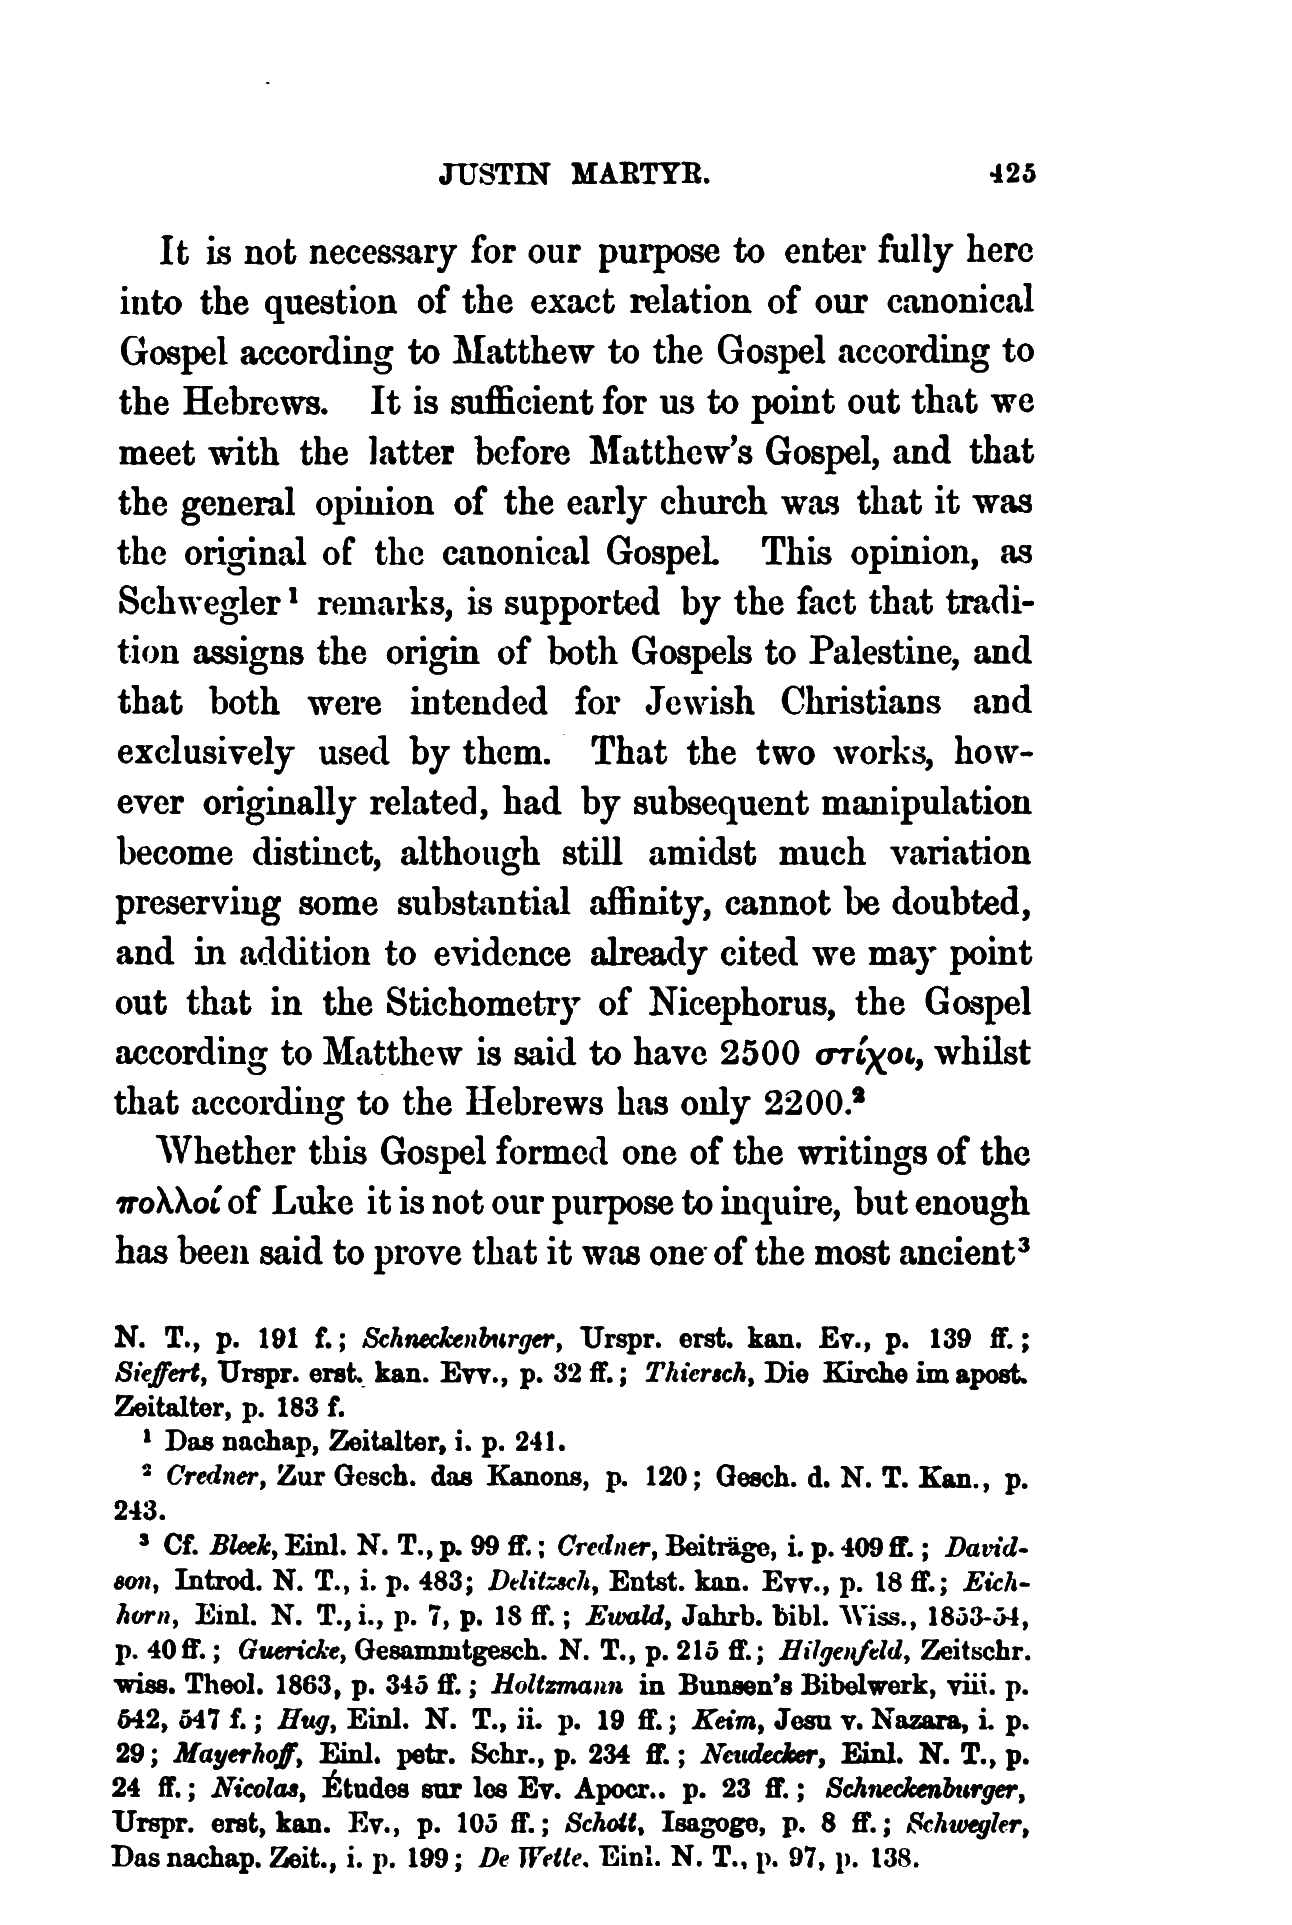 JUSTIN MARTYR. 425
It is not necessary for our purpose to enter fully here
into the question of the exact relation of our canonical
Gospel according to Matthew to the Gospel according to
the Hebrews. It is sufficient for us to point out that we
meet with the latter before Matthew's Gospel, and that
the general opinion of the early church was that it was
the original of the canonical Gospel. This opinion, as
Schwegler¹ remarks, is supported by the fact that tradi-
tion assigns the origin of both Gospels to Palestine, and
that both were intended for Jewish Christians and
exclusively used by them. That the two works, how-
ever originally related, had by subsequent manipulation
become distinct, although still amidst much variation
preserving some substantial affinity, cannot be doubted,
and in addition to evidence already cited we may point
out that in the Stichometry of Nicephorus, the Gospel
according to Matthew is said to have 2500 στίχοι, whilst
that according to the Hebrews has only 2200.²
Whether this Gospel formed one of the writings of the
πολλοί of Luke it is not our purpose to inquire, but enough
has been said to prove that it was one of the most ancient³
N. T., p. 191 f.; Schneckenburger, Urspr. erst. kan. Ev., p. 139 ff.;
Sieffert, Urspr. erst. kan. Evv., p. 32 ff.; Thiersch, Die Kirche im apost.
Zeitalter, p. 183 f.
¹ Das nachap, Zeitalter, i. p. 241.
² Credner, Zur Gesch. das Kanons, p. 120; Gesch. d. N. T. Kan., p.
243.
³ Cf. Bleek, Einl. N. T., p. 99 ff.; Credner, Beiträge, i. p. 409 ff.; David-
son, Introd. N. T., i. p. 483; Delitzsch, Entst. kan. Evv., p. 18 ff.; Eich-
horn, Einl. N. T., i., p. 7, p. 18 ff.; Ewald, Jahrb. bibl. Wiss., 1853-54,
p. 40 ff.; Guericke, Gesammtgesch. N. T., p. 215 ff.; Hilgenfeld, Zeitschr.
wiss. Theol. 1863, p. 345 ff.; Holtzmann in Bunsen's Bibelwerk, viii. p.
542, 547 f.; Hug, Einl. N. T., ii. p. 19 ff.; Keim, Jesu v. Nazara, i. p.
29; Mayerhoff, Einl. petr. Schr., p. 234 ff.; Neudecker, Einl. N. T., p.
24 ff.; Nicolas, Études sur les Ev. Apocr.. p. 23 ff.; Schneckenburger,
Urspr. erst, kan. Ev., p. 105 ff.; Schott, Isagoge, p. 8 ff.; Schwegler,
Das nachap. Zeit., i. p. 199; De Wette. Einl. N. T., p. 97, p. 138.